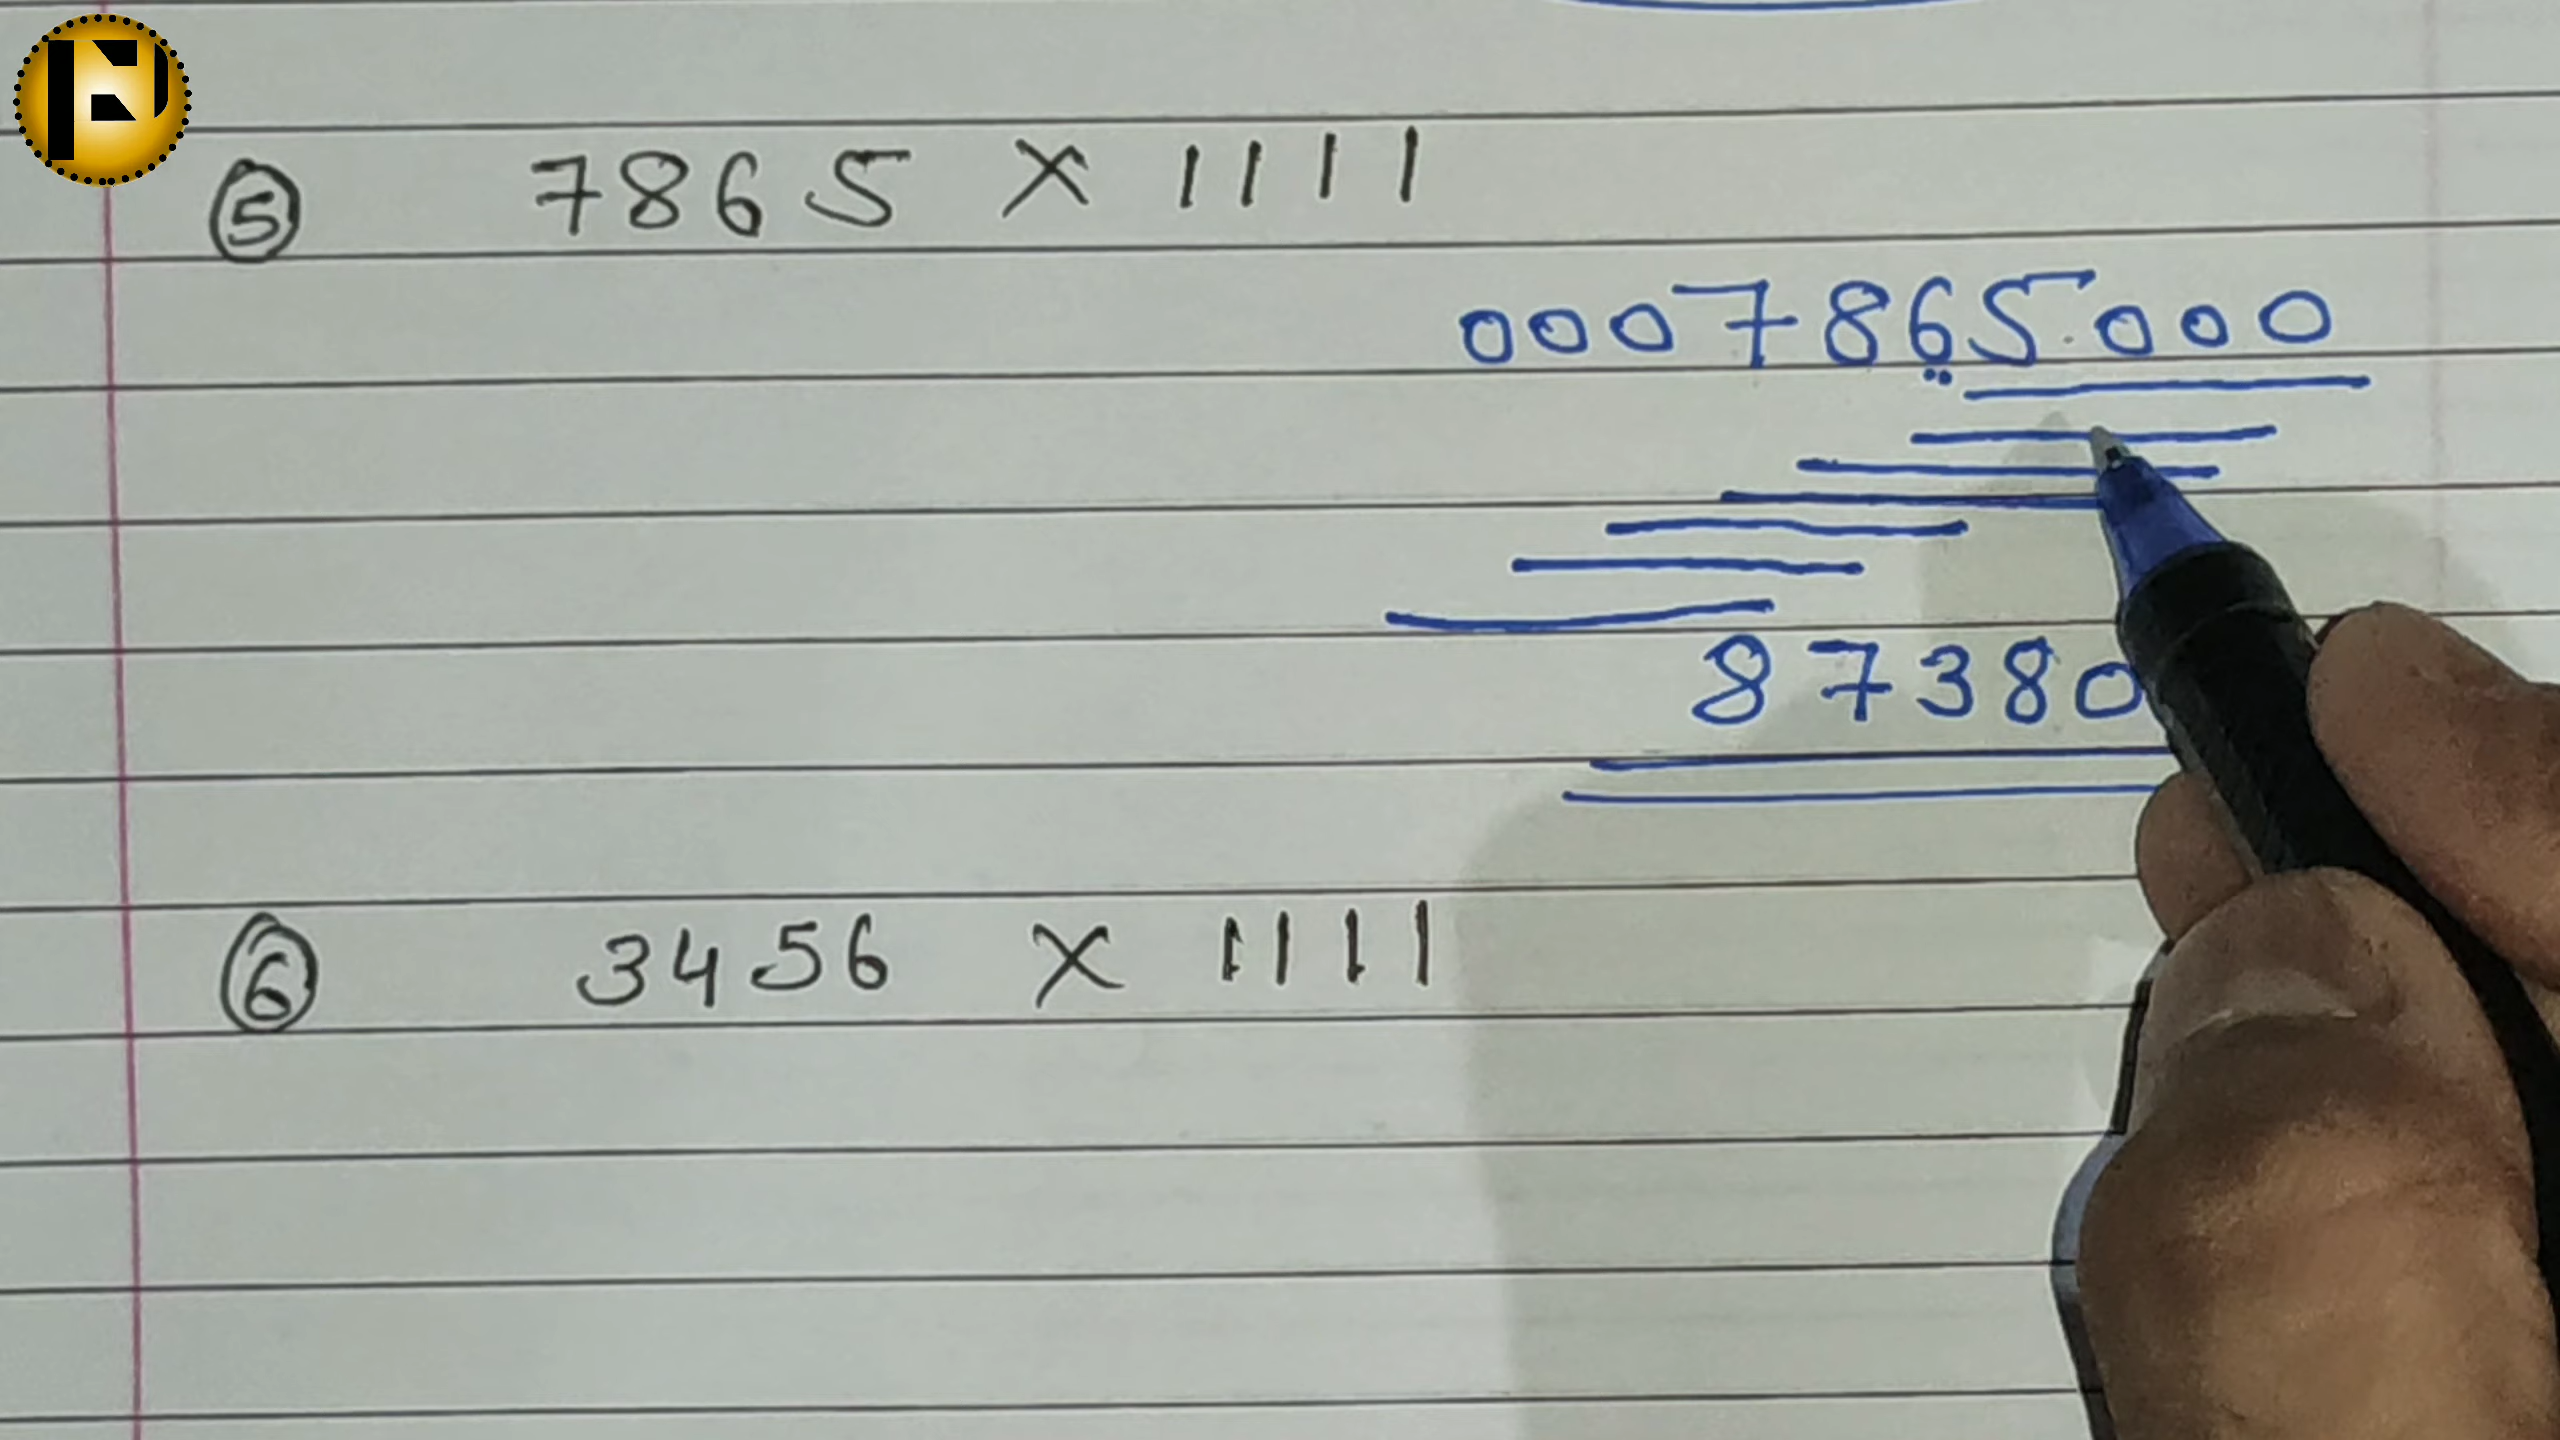 ⑤ 7865 × 1111
0007865000
87380
⑥ 3456 × 1111